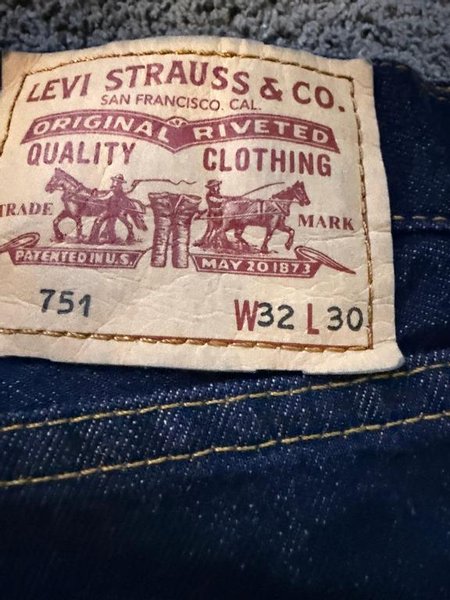 LEVI STRAUSS & CO.
SAN FRANCISCO, CAL.
ORIGINAL RIVETED
QUALITY CLOTHING
TRADE MARK
PATENTED IN U.S. MAY 20 1873
751 W32 L30